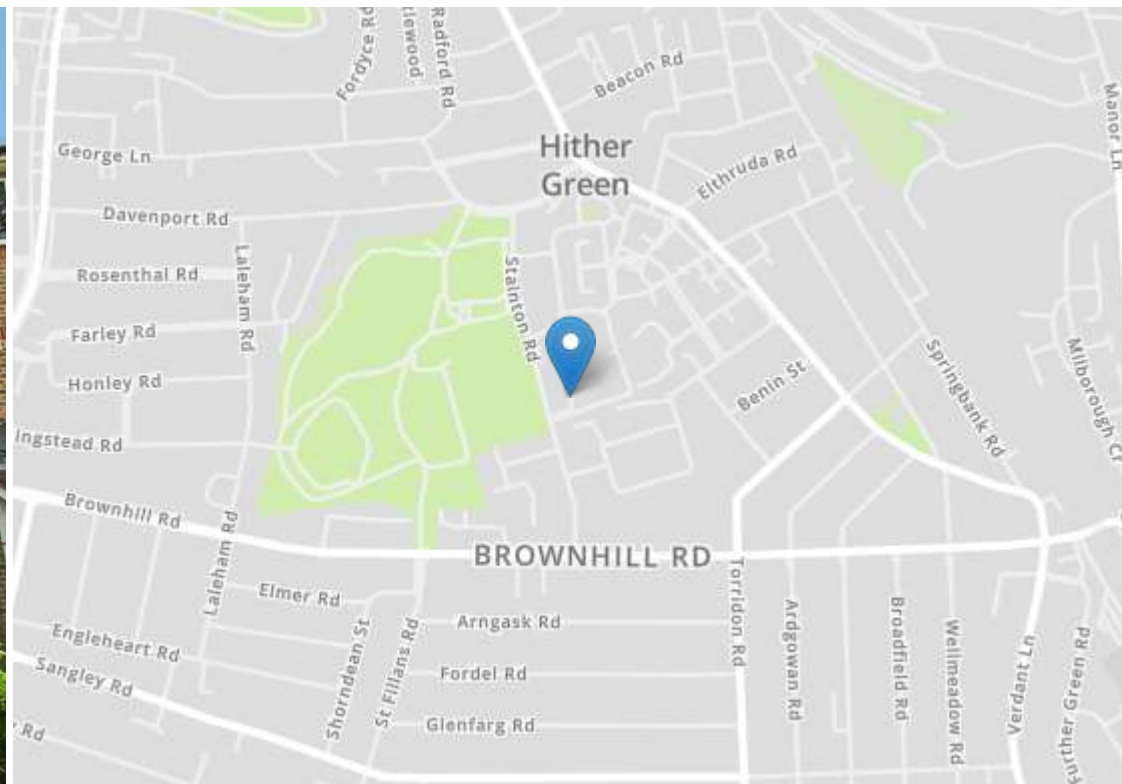 Fordyce Rd
Radford Rd
Beacon Rd
Manor Ln
George Ln
Hither
Green
Elthruda Rd
Davenport Rd
Laleham Rd
Rosenthal Rd
Stainton Rd
Farley Rd
Springbank Rd
Milborough Cr
Honley Rd
Benin St
ingstead Rd
Brownhill Rd
BROWNHILL RD
Laleham Rd
Elmer Rd
Torridon Rd
Ardgowan Rd
Broadfield Rd
Wellmeadow Rd
Verdant Ln
Arngask Rd
Engleheart Rd
Shorndean St
St Fillans Rd
Fordel Rd
Sangley Rd
Glenfarg Rd
Rd
ther Green Rd